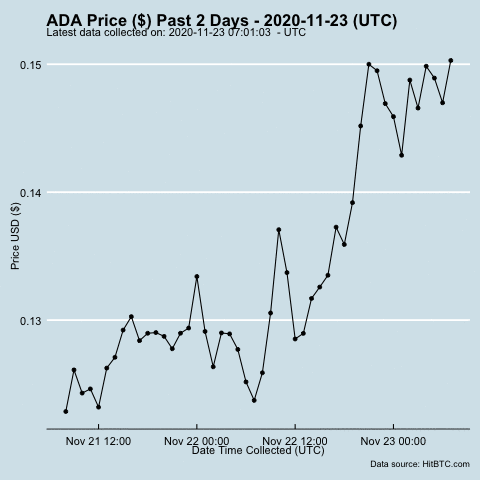 ADA Price ($) Past 2 Days - 2020-11-23 (UTC)
Latest data collected on: 2020-11-23 07:01:03 - UTC
0.15
0.14
0.13
Price USD ($)
Nov 21 12:00 Nov 22 00:00 Nov 22 12:00 Nov 23 00:00
Date Time Collected (UTC)
Data source: HitBTC.com